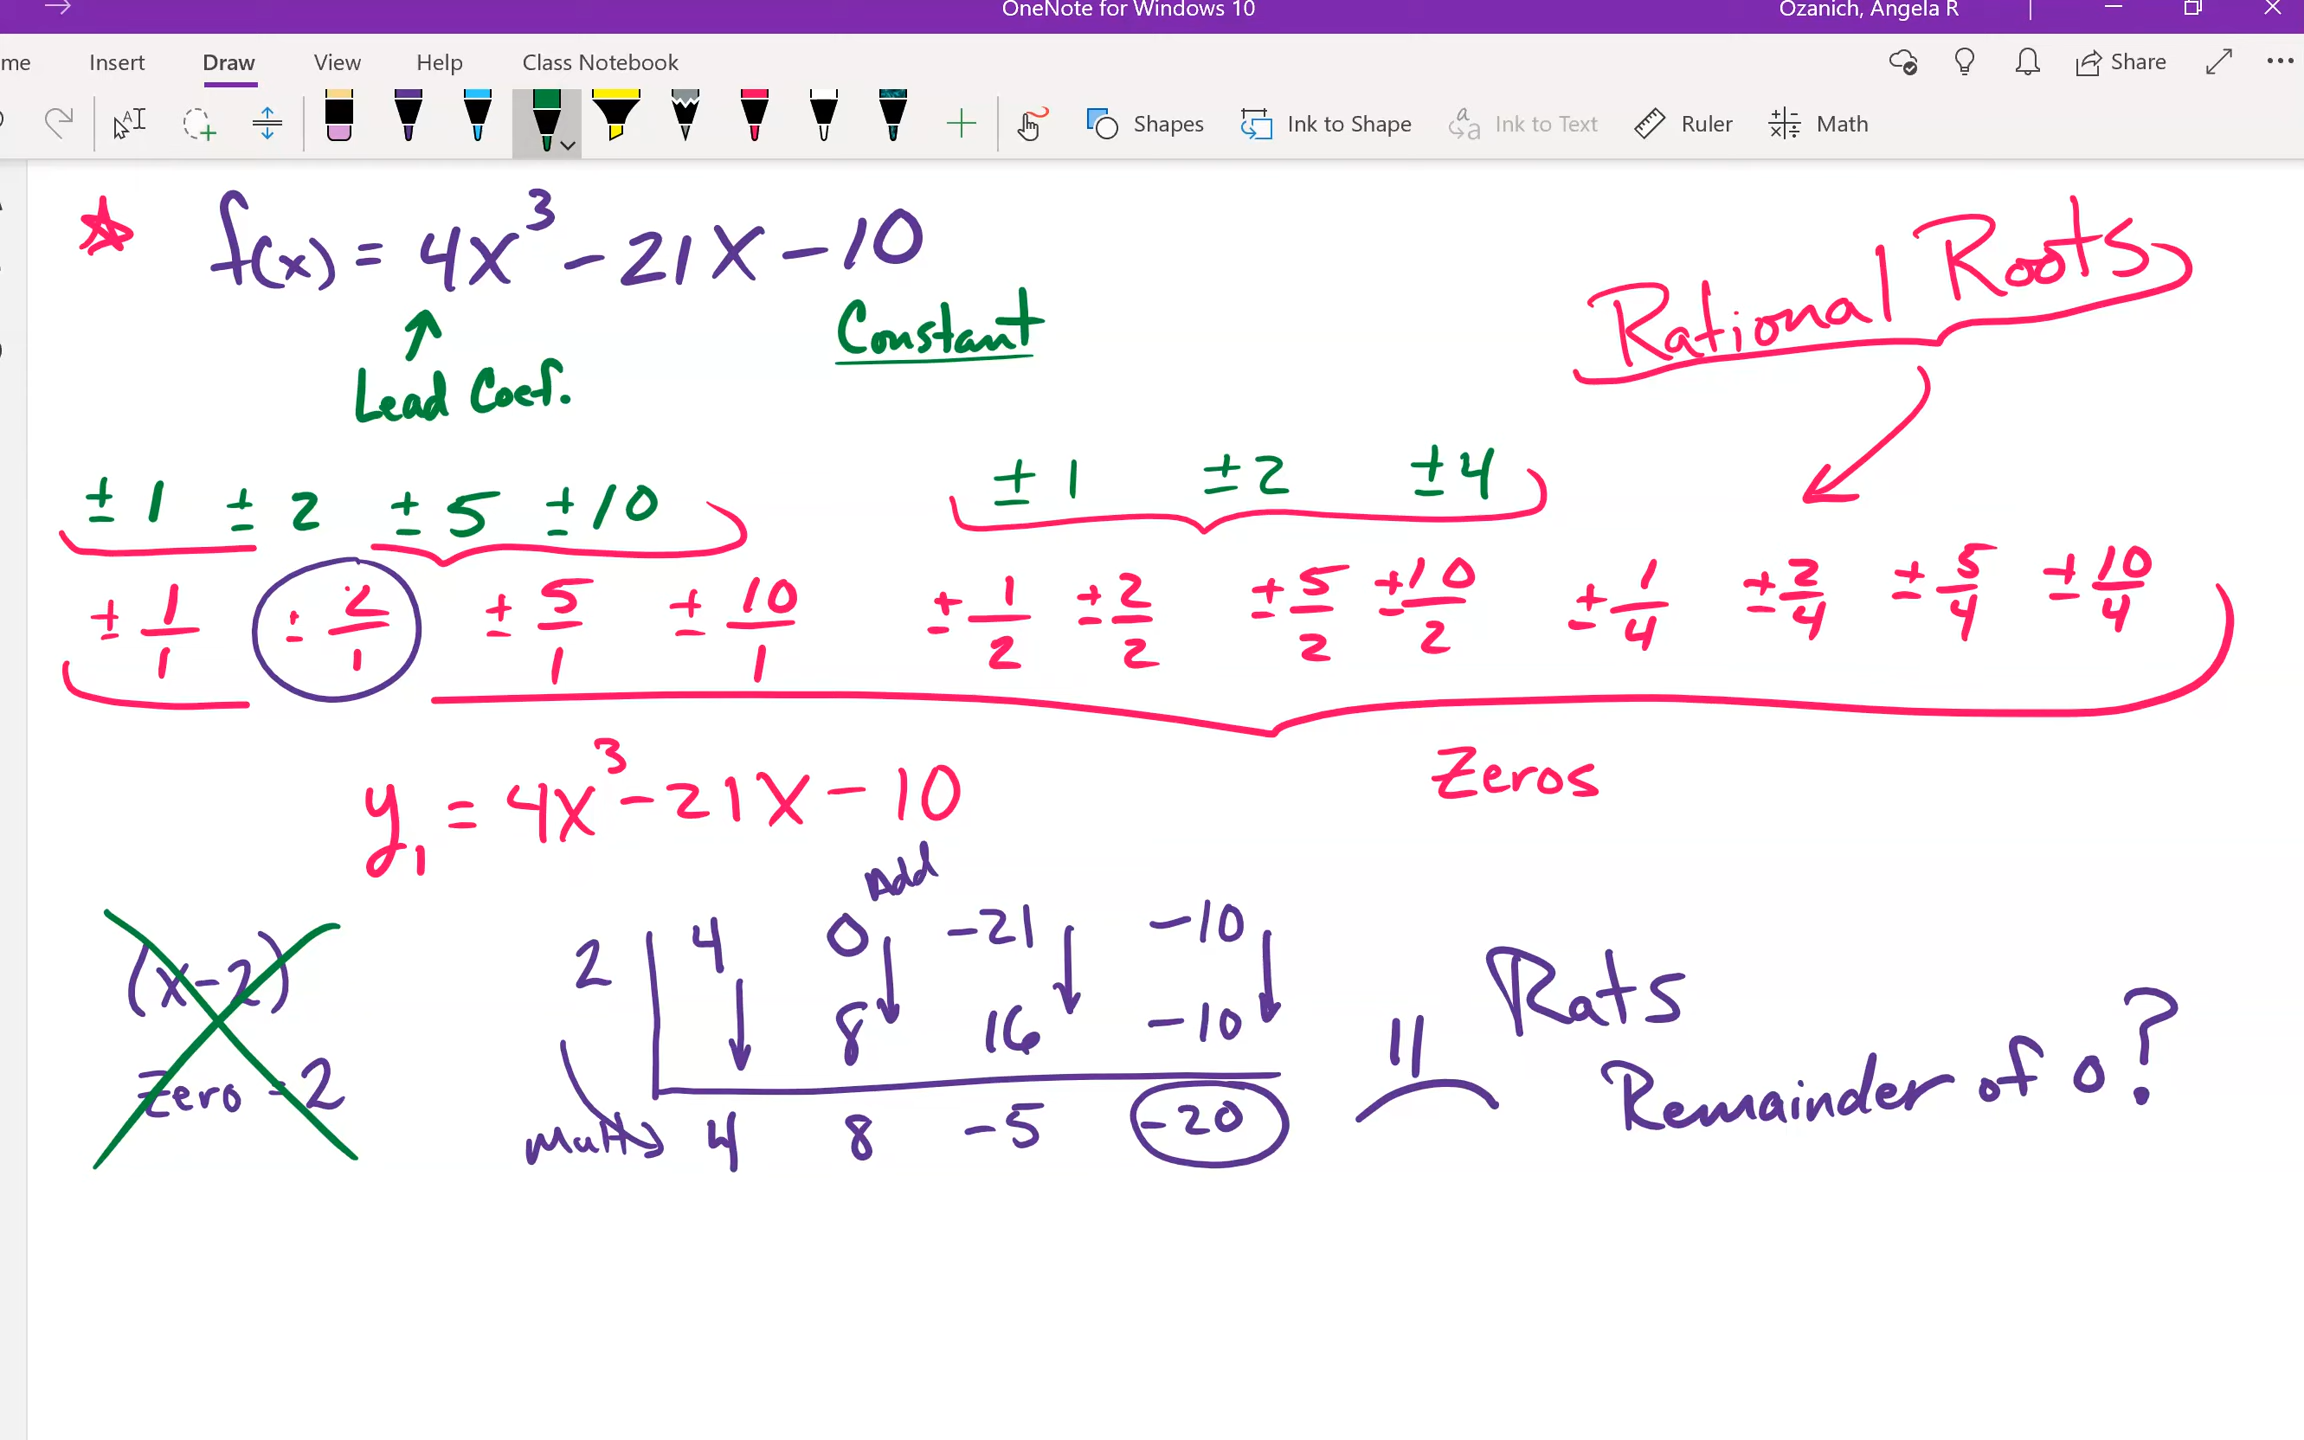 OneNote for Windows 10 Ozanich, Angela R
me Insert Draw View Help Class Notebook Share
Shapes Ink to Shape Ink to Text Ruler Math
f(x) = 4x³ - 21x - 10
Rational Roots
Constant
Lead Coef.
± 1 ± 2 ± 5 ± 10
± 1 ± 2 ± 4
± 1/1 ± 2/1 ± 5/1 ± 10/1 ± 1/2 ± 2/2 ± 5/2 ± 10/2 ± 1/4 ± 2/4 ± 5/4 ± 10/4
Zeros
y₁ = 4x³ - 21x - 10
Add
2 | 4 0 -21 -10
(x-2)
Rats
8 16 -10
Remainder of 0?
Zero = 2
4 8 -5 -20